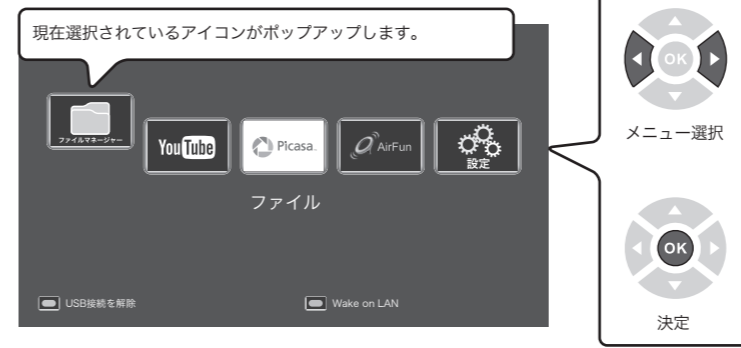 現在選択されているアイコンがポップアップします。
OK
メニュー選択
ファイルマネージャー
YouTube
Picasa™
AirFun
設定
ファイル
OK
決定
USB接続を解除
Wake on LAN